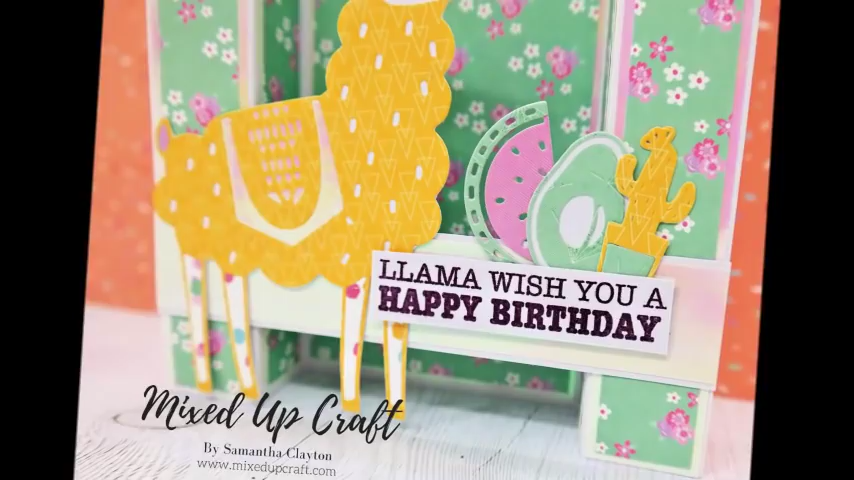 LLAMA WISH YOU A
HAPPY BIRTHDAY
Mixed Up Craft
By Samantha Clayton
www.mixedupcraft.com